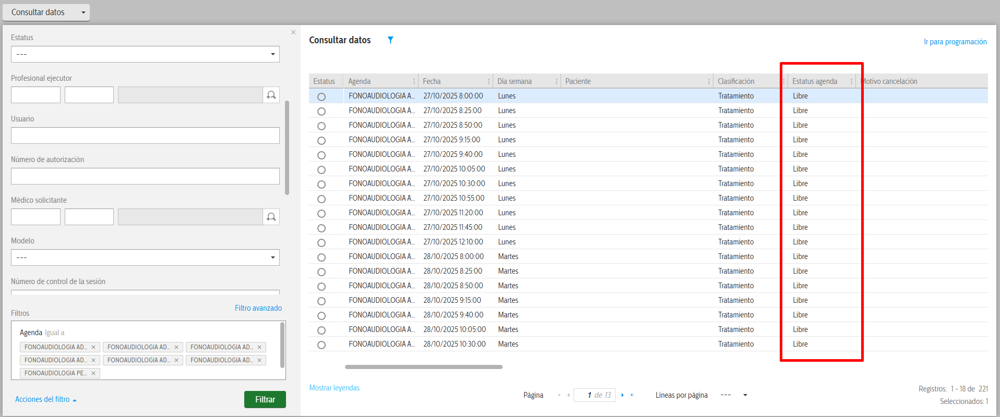 Consultar datos
Estatus
---
Profesional ejecutor
Usuario
Número de autorización
Médico solicitante
Modelo
---
Número de control de la sesión
Filtro avanzado
Filtros
Agenda Igual a
FONOAUDIOLOGIA AD... × FONOAUDIOLOGIA AD... × FONOAUDIOLOGIA AD... ×
FONOAUDIOLOGIA AD... × FONOAUDIOLOGIA AD... × FONOAUDIOLOGIA AD... ×
FONOAUDIOLOGIA PE... ×
Acciones del filtro
Filtrar
Consultar datos
Ir para programación
Estatus Agenda Fecha Día semana Paciente Clasificación Estatus agenda Motivo cancelación
FONOAUDIOLOGIA A... 27/10/2025 8:00:00 Lunes Tratamiento Libre
FONOAUDIOLOGIA A... 27/10/2025 8:25:00 Lunes Tratamiento Libre
FONOAUDIOLOGIA A... 27/10/2025 8:50:00 Lunes Tratamiento Libre
FONOAUDIOLOGIA A... 27/10/2025 9:15:00 Lunes Tratamiento Libre
FONOAUDIOLOGIA A... 27/10/2025 9:40:00 Lunes Tratamiento Libre
FONOAUDIOLOGIA A... 27/10/2025 10:05:00 Lunes Tratamiento Libre
FONOAUDIOLOGIA A... 27/10/2025 10:30:00 Lunes Tratamiento Libre
FONOAUDIOLOGIA A... 27/10/2025 10:55:00 Lunes Tratamiento Libre
FONOAUDIOLOGIA A... 27/10/2025 11:20:00 Lunes Tratamiento Libre
FONOAUDIOLOGIA A... 27/10/2025 11:45:00 Lunes Tratamiento Libre
FONOAUDIOLOGIA A... 27/10/2025 12:10:00 Lunes Tratamiento Libre
FONOAUDIOLOGIA A... 28/10/2025 8:00:00 Martes Tratamiento Libre
FONOAUDIOLOGIA A... 28/10/2025 8:25:00 Martes Tratamiento Libre
FONOAUDIOLOGIA A... 28/10/2025 8:50:00 Martes Tratamiento Libre
FONOAUDIOLOGIA A... 28/10/2025 9:15:00 Martes Tratamiento Libre
FONOAUDIOLOGIA A... 28/10/2025 9:40:00 Martes Tratamiento Libre
FONOAUDIOLOGIA A... 28/10/2025 10:05:00 Martes Tratamiento Libre
FONOAUDIOLOGIA A... 28/10/2025 10:30:00 Martes Tratamiento Libre
Mostrar leyendas
Página 1 de 13 Líneas por página ---
Registros: 1 - 18 de 221
Seleccionados: 1